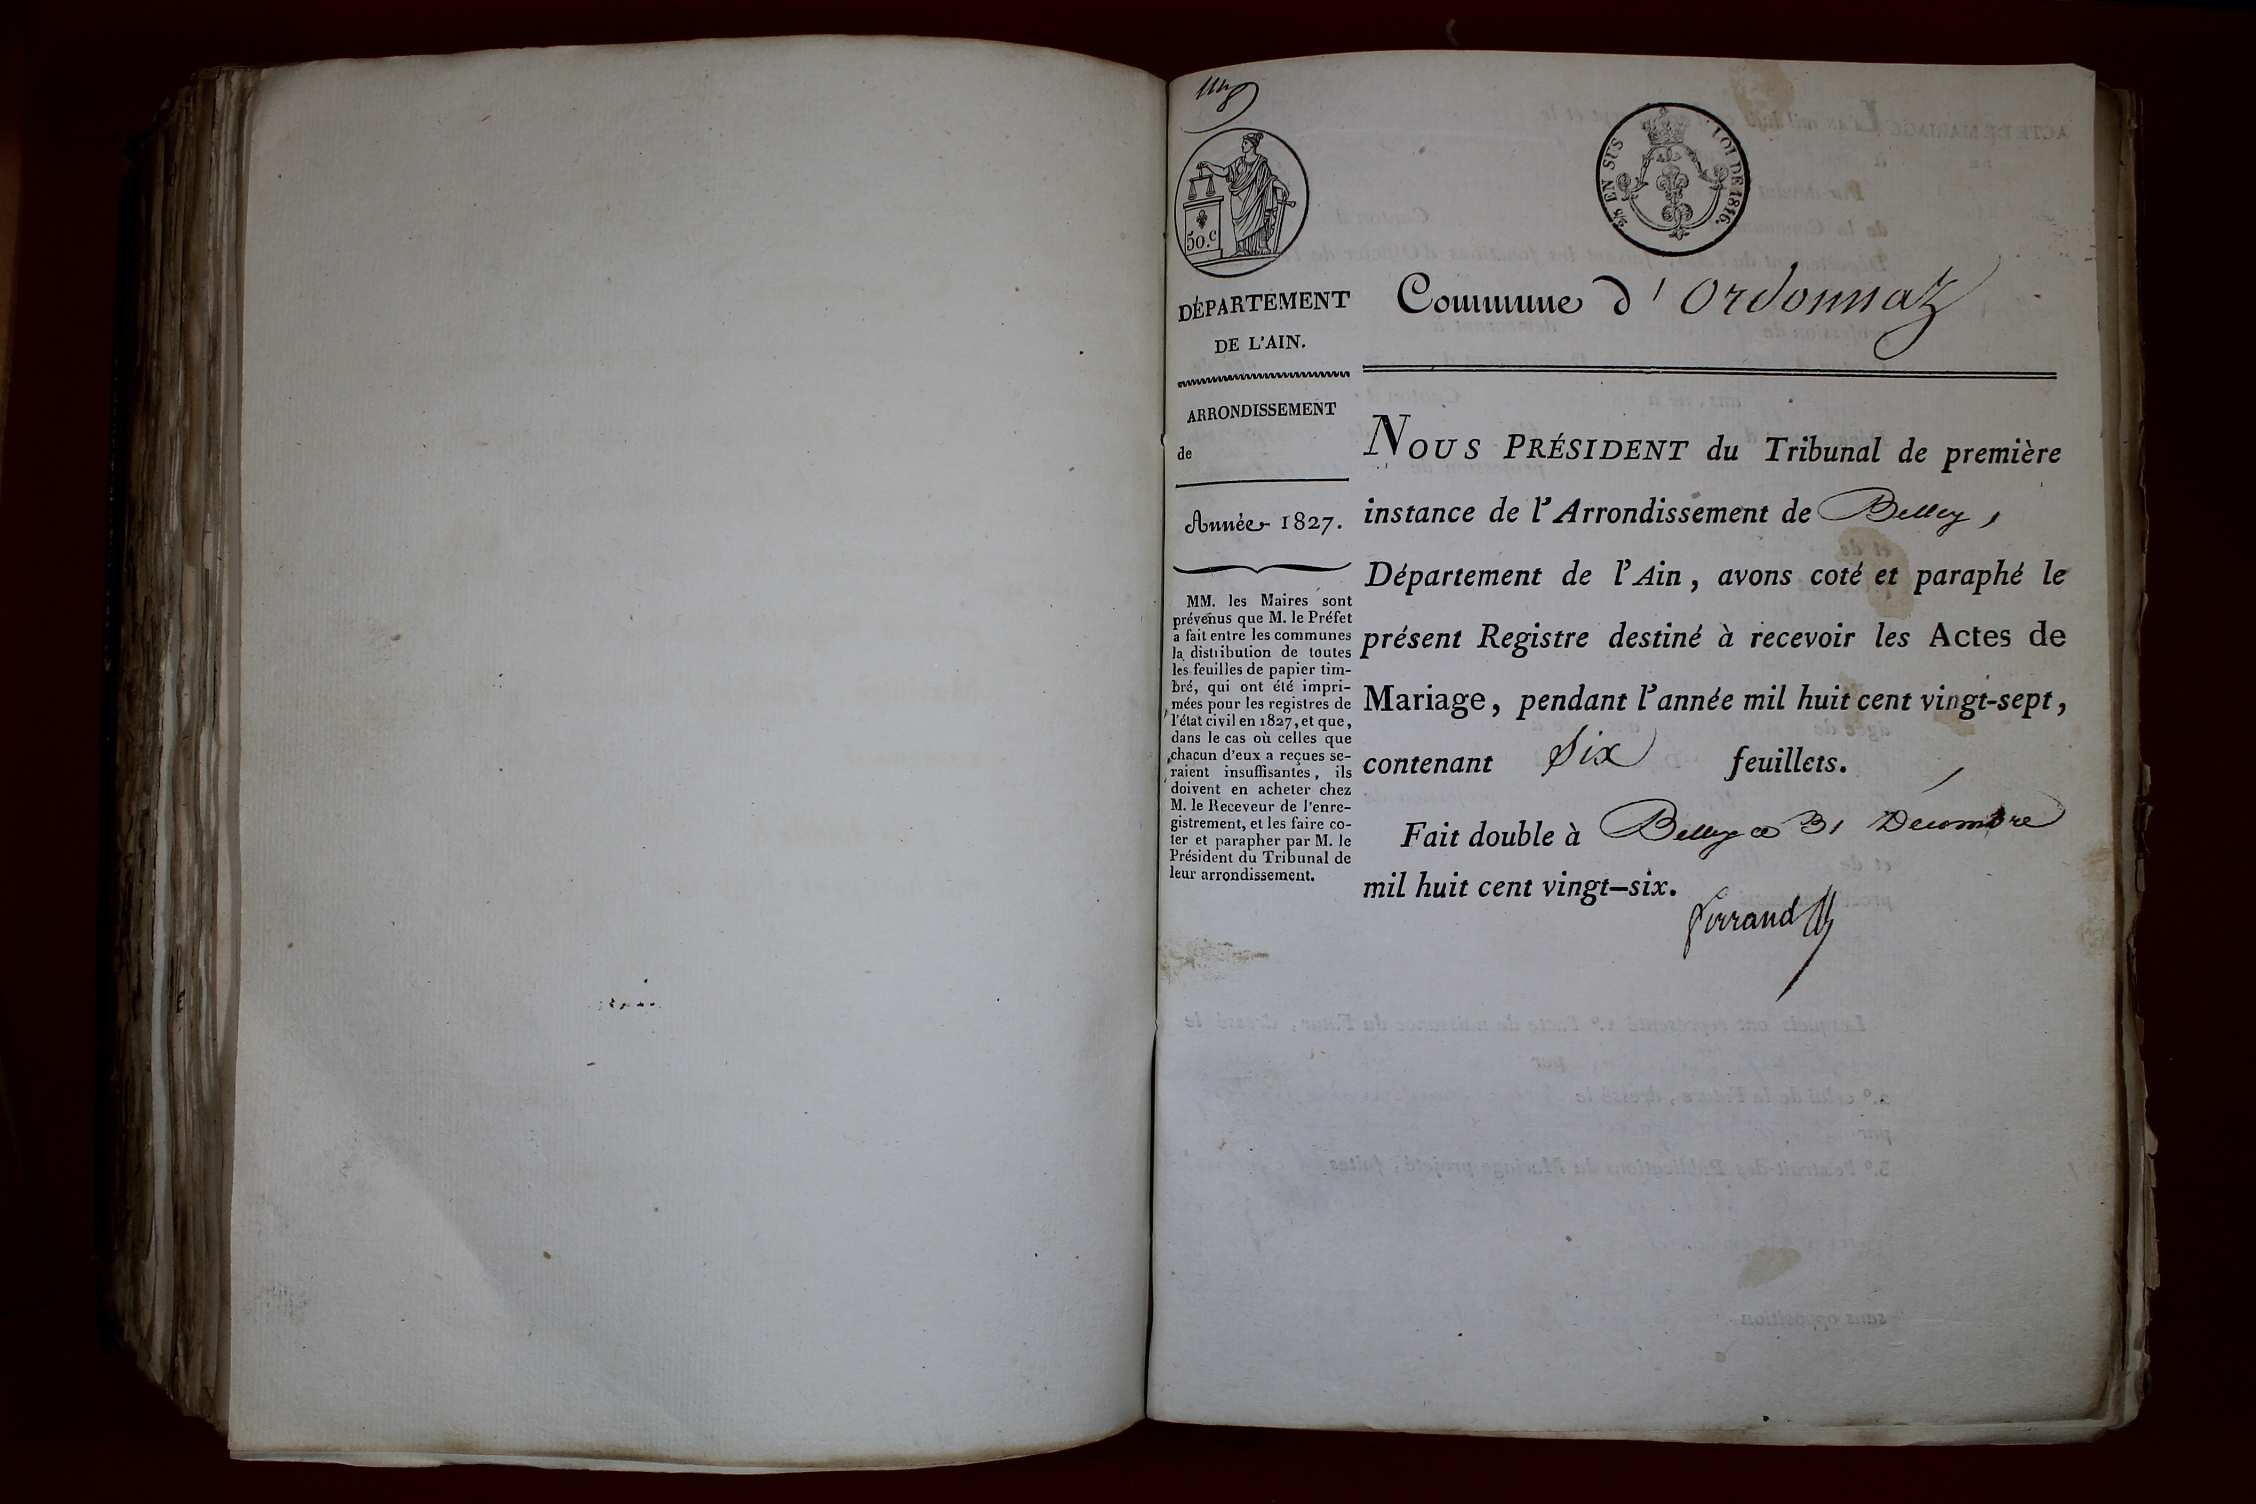 50.c
25 EN SUS LOI DE 1816.
DÉPARTEMENT
DE L'AIN.
ARRONDISSEMENT
de
Année 1827.
MM. les Maires sont
prévenus que M. le Préfet
a fait entre les communes
la distribution de toutes
les feuilles de papier tim-
bré, qui ont été impri-
mées pour les registres de
l'état civil en 1827, et que,
dans le cas où celles que
chacun d'eux a reçues se-
raient insuffisantes, ils
doivent en acheter chez
M. le Receveur de l'enre-
gistrement, et les faire co-
ter et parapher par M. le
Président du Tribunal de
leur arrondissement.
Commune d'Ordonnaz
NOUS PRÉSIDENT du Tribunal de première
instance de l'Arrondissement de Belley,
Département de l'Ain, avons coté et paraphé le
présent Registre destiné à recevoir les Actes de
Mariage, pendant l'année mil huit cent vingt-sept,
contenant Six feuillets.
Fait double à Belley ce 31 Décembre
mil huit cent vingt-six.